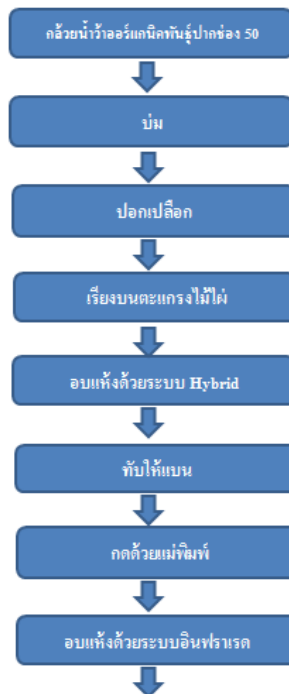 กล้วยน้ำว้าออร์แกนิคพันธุ์ปากช่อง 50
บ่ม
ปอกเปลือก
เรียงบนตะแกรงไม้ไผ่
อบแห้งด้วยระบบ Hybrid
ทับให้แบน
กดด้วยแม่พิมพ์
อบแห้งด้วยระบบอินฟราเรด